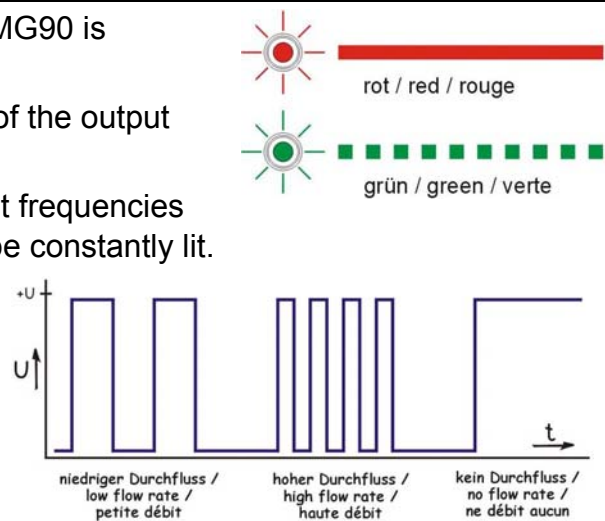 MG90 is
of the output
t frequencies
be constantly lit.
rot / red / rouge
grün / green / verte
+U
U
t
niedriger Durchfluss /
low flow rate /
petite débit
hoher Durchfluss /
high flow rate /
haute débit
kein Durchfluss /
no flow rate /
ne débit aucun